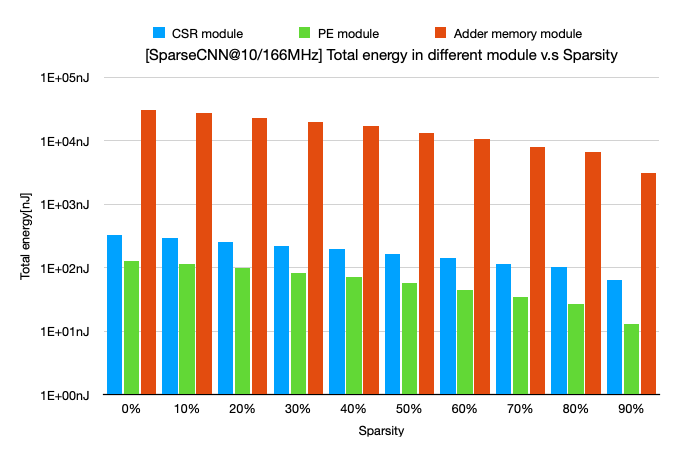 CSR module PE module Adder memory module
[SparseCNN@10/166MHz] Total energy in different module v.s Sparsity
1E+05nJ
1E+04nJ
1E+03nJ
1E+02nJ
1E+01nJ
1E+00nJ
Total energy[nJ]
0% 10% 20% 30% 40% 50% 60% 70% 80% 90%
Sparsity